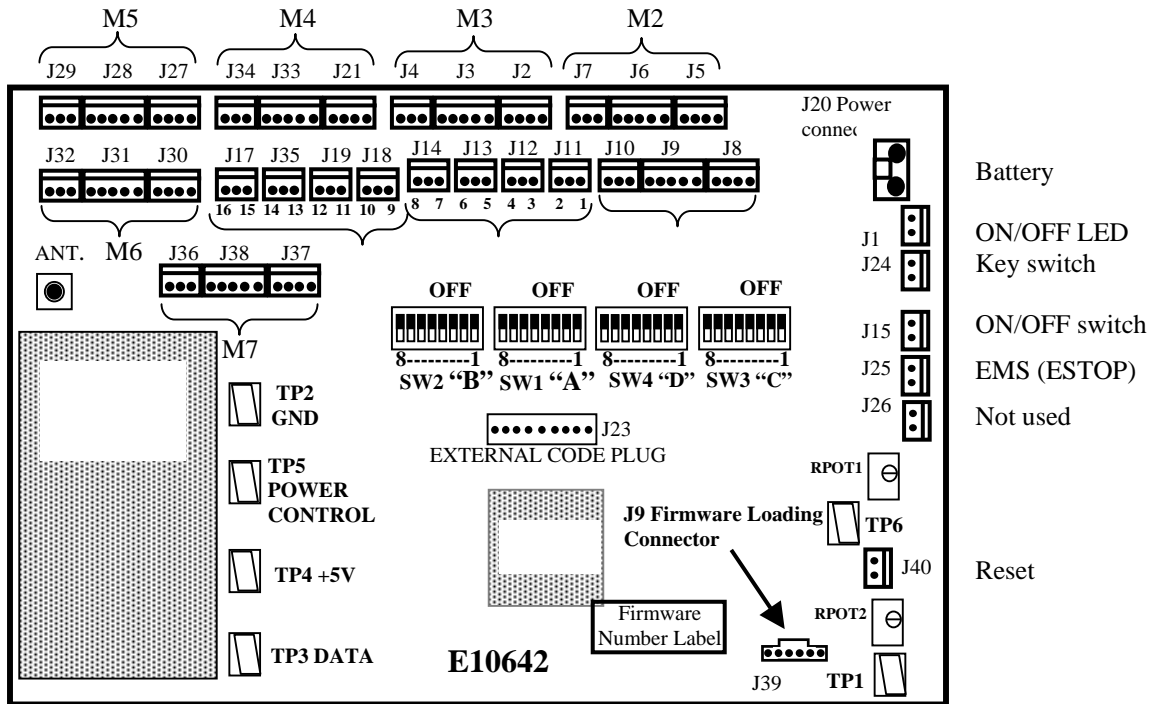 M5 M4 M3 M2
J29 J28 J27 J34 J33 J21 J4 J3 J2 J7 J6 J5
J20 Power
connec
J32 J31 J30 J17 J35 J19 J18 J14 J13 J12 J11 J10 J9 J8
Battery
16 15 14 13 12 11 10 9 8 7 6 5 4 3 2 1
J1 ON/OFF LED
ANT. M6 J36 J38 J37
J24 Key switch
OFF OFF OFF OFF
J15 ON/OFF switch
M7
8--------1 8--------1 8--------1 8--------1
SW2 “B” SW1 “A” SW4 “D” SW3 “C”
J25 EMS (ESTOP)
TP2
GND
J26 Not used
J23
EXTERNAL CODE PLUG
TP5
POWER
CONTROL
RPOT1
J9 Firmware Loading
Connector
TP6
TP4 +5V
J40 Reset
Firmware
Number Label
RPOT2
TP3 DATA
E10642
J39
TP1